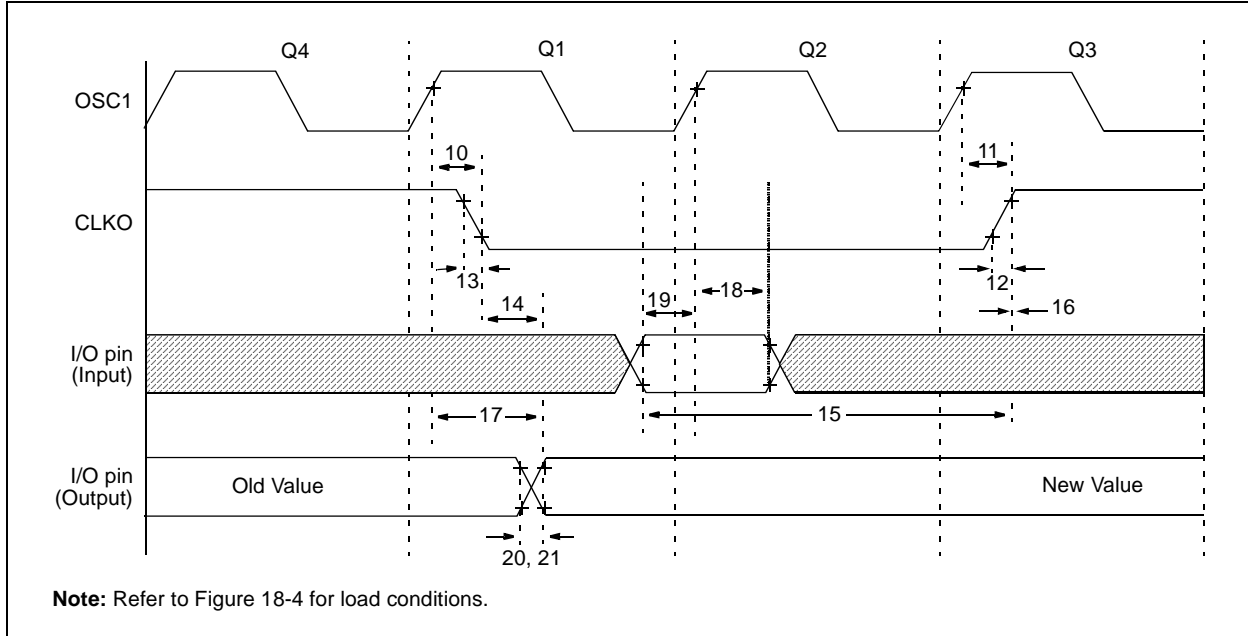 Q4 Q1 Q2 Q3
OSC1
10
11
CLKO
13
12
14
19
18
16
I/O pin
(Input)
17
15
I/O pin
(Output)
Old Value
New Value
20, 21
Note: Refer to Figure 18-4 for load conditions.